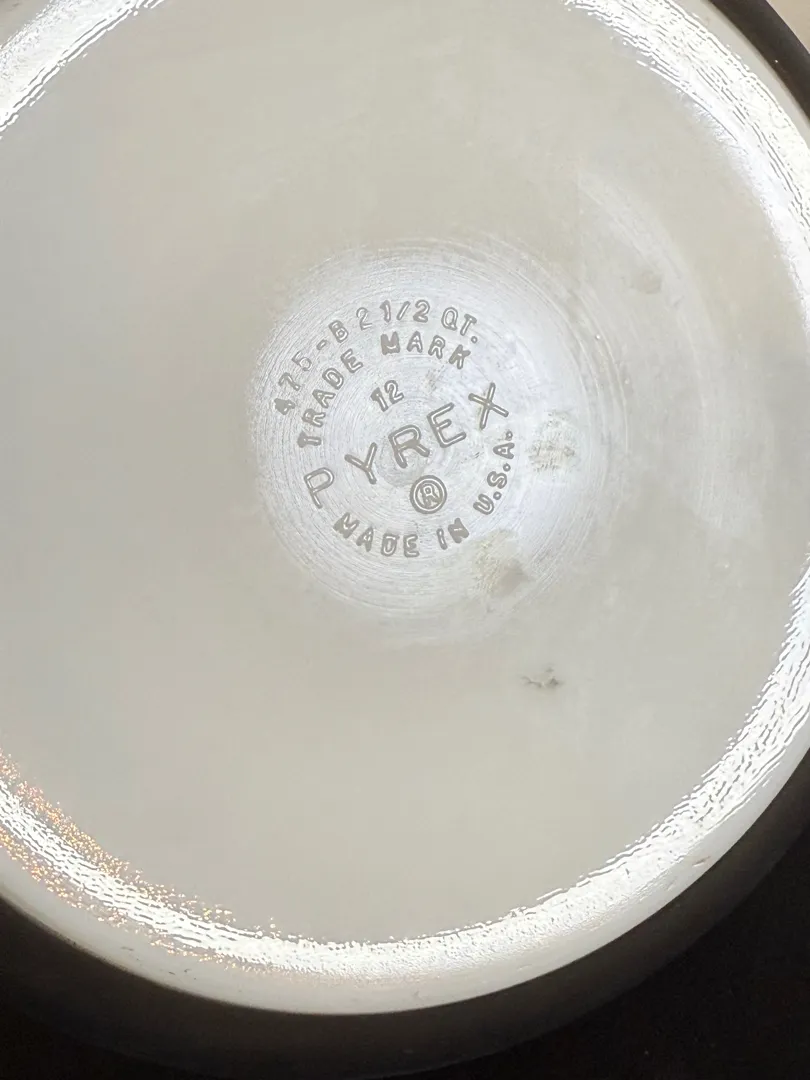 475-B 2 1/2 QT.
TRADE MARK
12
PYREX
®
MADE IN U.S.A.